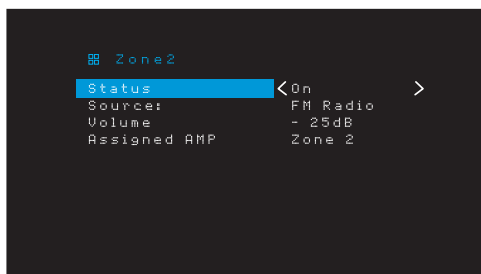 Zone2
Status On
Source: FM Radio
Volume - 25dB
Assigned AMP Zone 2